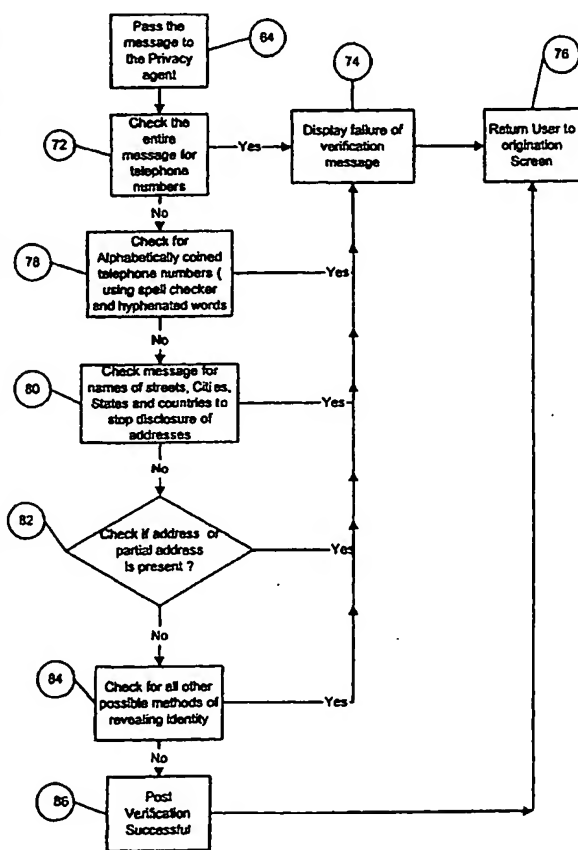 Pass the
message to
the Privacy
agent
64
74
76
72
Check the
entire
message for
telephone
numbers
Yes
Display failure of
verification
message
Return User to
origination
Screen
No
78
Check for
Alphabetically coined
telephone numbers (
using spell checker
and hyphenated words
Yes
No
80
Check message for
names of streets, Cities,
States and countries to
stop disclosure of
addresses
Yes
No
82
Check if address or
partial address
Is present ?
Yes
No
84
Check for all other
possible methods of
revealing identity
Yes
No
86
Post
Verification
Successful